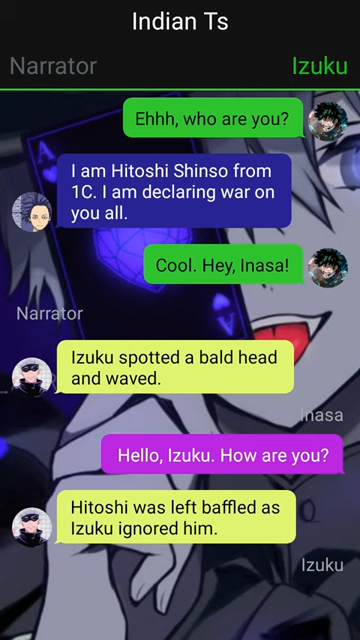 Indian Ts
Narrator
Izuku
Ehhh, who are you?
I am Hitoshi Shinso from
1C. I am declaring war on
you all.
Cool. Hey, Inasa!
Narrator
Izuku spotted a bald head
and waved.
Inasa
Hello, Izuku. How are you?
Hitoshi was left baffled as
Izuku ignored him.
Izuku
A
A